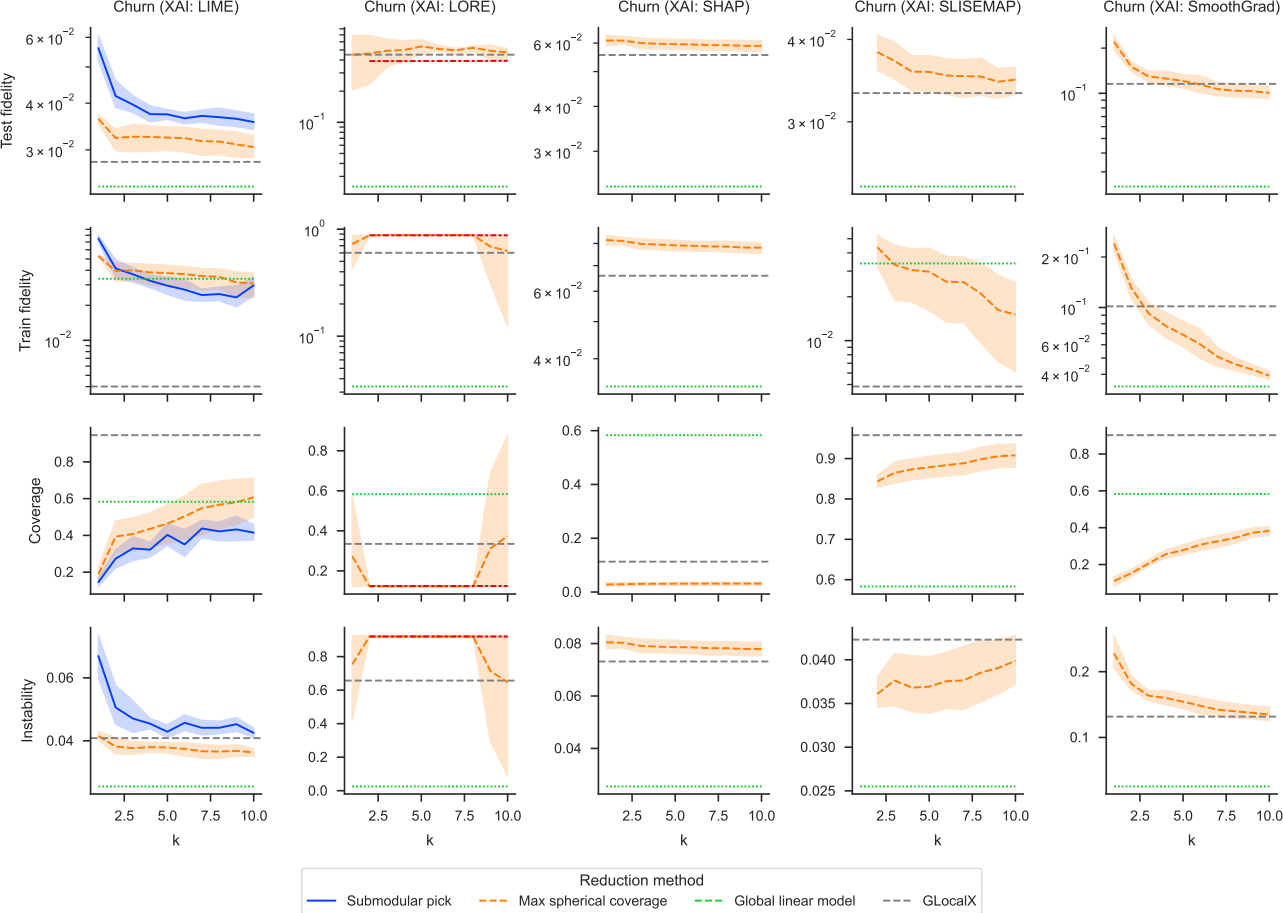 Churn (XAI: LIME) Churn (XAI: LORE) Churn (XAI: SHAP) Churn (XAI: SLISEMAP) Churn (XAI: SmoothGrad)
Test fidelity
6 × 10⁻²
4 × 10⁻²
3 × 10⁻²
10⁻¹
6 × 10⁻²
4 × 10⁻²
3 × 10⁻²
4 × 10⁻²
3 × 10⁻²
10⁻¹
Train fidelity
10⁻²
10⁰
10⁻¹
6 × 10⁻²
4 × 10⁻²
10⁻²
2 × 10⁻¹
10⁻¹
6 × 10⁻²
4 × 10⁻²
Coverage
0.8
0.6
0.4
0.2
0.8
0.6
0.4
0.2
0.6
0.4
0.2
0.0
0.9
0.8
0.7
0.6
0.8
0.6
0.4
0.2
Instability
0.06
0.04
0.8
0.6
0.4
0.2
0.0
0.08
0.06
0.04
0.040
0.035
0.030
0.025
0.2
0.1
2.5 5.0 7.5 10.0 2.5 5.0 7.5 10.0 2.5 5.0 7.5 10.0 2.5 5.0 7.5 10.0 2.5 5.0 7.5 10.0
k k k k k
Reduction method
Submodular pick Max spherical coverage Global linear model GLocalX